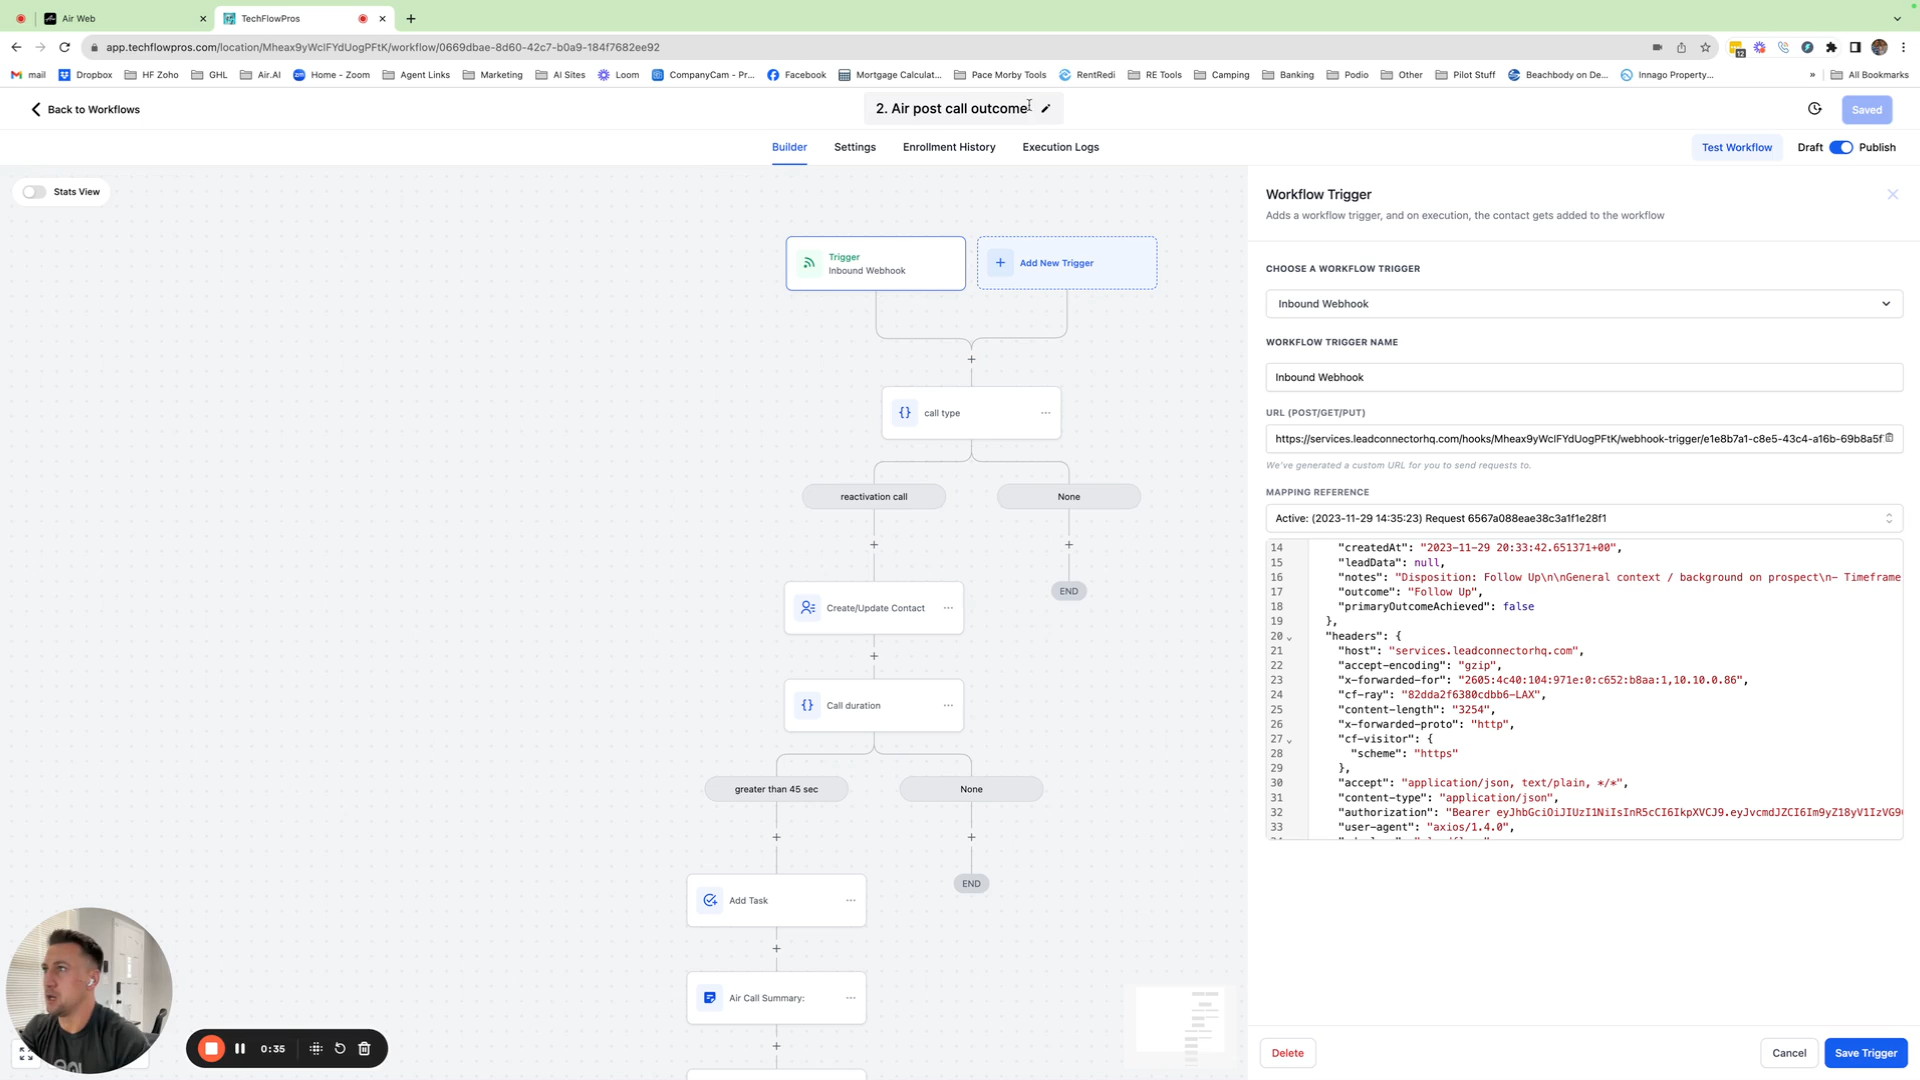 Air Web
TechFlowPros
app.techflowpros.com/location/Mheax9yWclFYdUogPFtK/workflow/0669dbae-8d60-42c7-b0a9-184f7682ee92
12
mail Dropbox HF Zoho GHL Air.AI Home - Zoom Agent Links Marketing AI Sites Loom CompanyCam - Pr... Facebook Mortgage Calculat... Pace Morby Tools RentRedi RE Tools Camping Banking Podio Other Pilot Stuff Beachbody on De... Innago Property... » All Bookmarks
Back to Workflows
2. Air post call outcome
Saved
Builder Settings Enrollment History Execution Logs
Test Workflow
Draft Publish
Stats View
Trigger
Inbound Webhook
Add New Trigger
call type
reactivation call
None
END
Create/Update Contact
Call duration
greater than 45 sec
None
END
Add Task
Air Call Summary:
0:35
Workflow Trigger
Adds a workflow trigger, and on execution, the contact gets added to the workflow
CHOOSE A WORKFLOW TRIGGER
Inbound Webhook
WORKFLOW TRIGGER NAME
Inbound Webhook
URL (POST/GET/PUT)
https://services.leadconnectorhq.com/hooks/Mheax9yWclFYdUogPFtK/webhook-trigger/e1e8b7a1-c8e5-43c4-a16b-69b8a5f
We've generated a custom URL for you to send requests to.
MAPPING REFERENCE
Active: (2023-11-29 14:35:23) Request 6567a088eae38c3a1f1e28f1
14 "createdAt": "2023-11-29 20:33:42.651371+00",
15 "leadData": null,
16 "notes": "Disposition: Follow Up\n\nGeneral context / background on prospect\n- Timeframe
17 "outcome": "Follow Up",
18 "primaryOutcomeAchieved": false
19 },
20 "headers": {
21 "host": "services.leadconnectorhq.com",
22 "accept-encoding": "gzip",
23 "x-forwarded-for": "2605:4c40:104:971e:0:c652:b8aa:1,10.10.0.86",
24 "cf-ray": "82dda2f6380cdbb6-LAX",
25 "content-length": "3254",
26 "x-forwarded-proto": "http",
27 "cf-visitor": {
28 "scheme": "https"
29 },
30 "accept": "application/json, text/plain, */*",
31 "content-type": "application/json",
32 "authorization": "Bearer eyJhbGciOiJIUzI1NiIsInR5cCI6IkpXVCJ9.eyJvcmdJZCI6Im9yZ18yV1IzVG9
33 "user-agent": "axios/1.4.0",
Delete
Cancel
Save Trigger